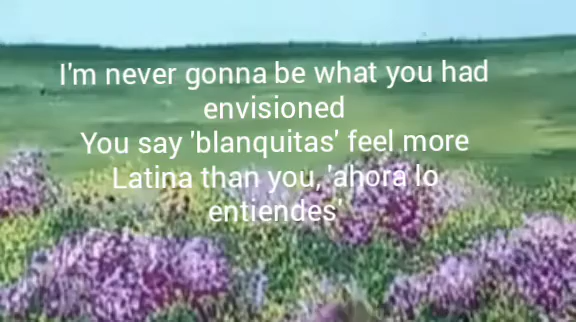 I'm never gonna be what you had
envisioned
You say 'blanquitas' feel more
Latina than you, 'ahora lo
entiendes'